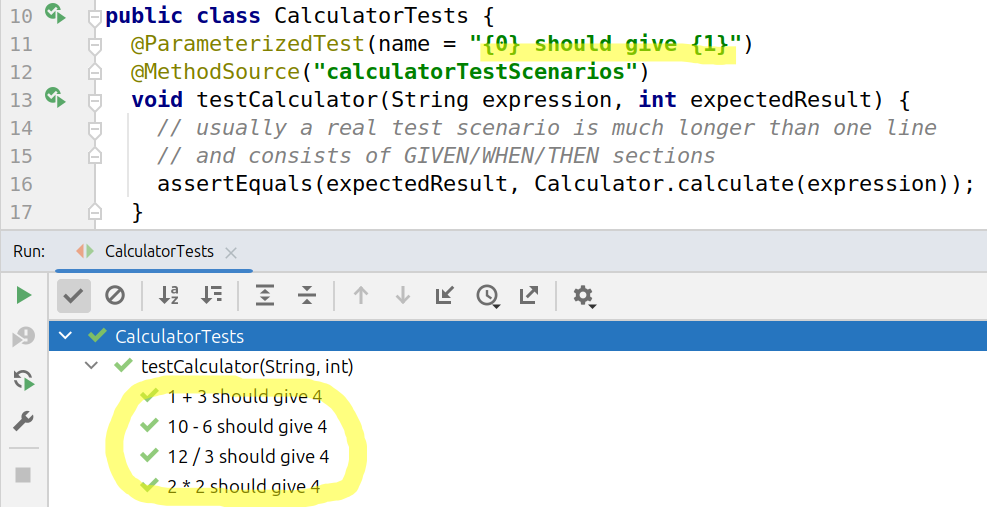 10 public class CalculatorTests {
11 @ParameterizedTest(name = "{0} should give {1}")
12 @MethodSource("calculatorTestScenarios")
13 void testCalculator(String expression, int expectedResult) {
14 // usually a real test scenario is much longer than one line
15 // and consists of GIVEN/WHEN/THEN sections
16 assertEquals(expectedResult, Calculator.calculate(expression));
17 }
Run: CalculatorTests
CalculatorTests
testCalculator(String, int)
1 + 3 should give 4
10 - 6 should give 4
12 / 3 should give 4
2 * 2 should give 4